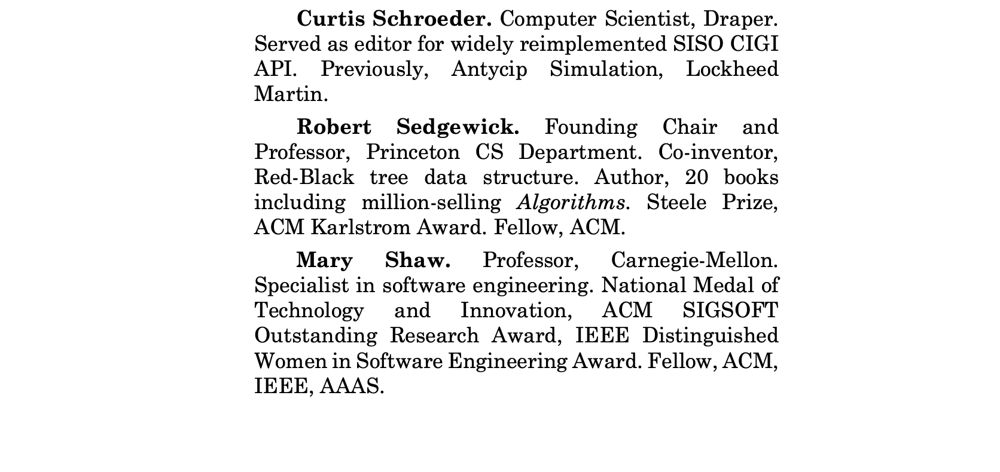 Curtis Schroeder. Computer Scientist, Draper.
Served as editor for widely reimplemented SISO CIGI
API. Previously, Antycip Simulation, Lockheed
Martin.
Robert Sedgewick. Founding Chair and
Professor, Princeton CS Department. Co-inventor,
Red-Black tree data structure. Author, 20 books
including million-selling Algorithms. Steele Prize,
ACM Karlstrom Award. Fellow, ACM.
Mary Shaw. Professor, Carnegie-Mellon.
Specialist in software engineering. National Medal of
Technology and Innovation, ACM SIGSOFT
Outstanding Research Award, IEEE Distinguished
Women in Software Engineering Award. Fellow, ACM,
IEEE, AAAS.